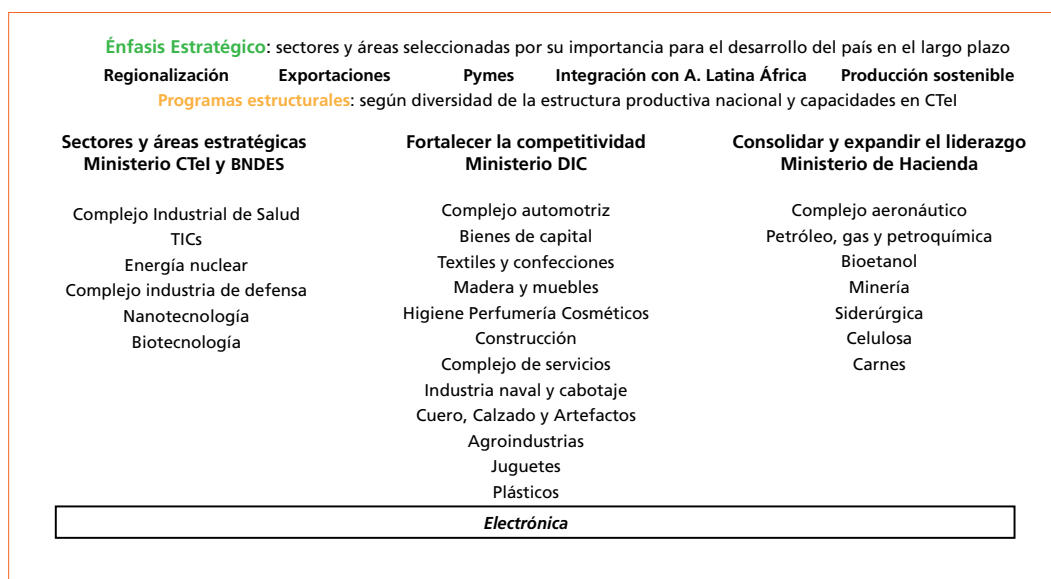 Énfasis Estratégico: sectores y áreas seleccionadas por su importancia para el desarrollo del país en el largo plazo
Regionalización Exportaciones Pymes Integración con A. Latina África Producción sostenible
Programas estructurales: según diversidad de la estructura productiva nacional y capacidades en CTeI
Sectores y áreas estratégicas
Ministerio CTel y BNDES
Complejo Industrial de Salud
TICs
Energía nuclear
Complejo industria de defensa
Nanotecnología
Biotecnología
Fortalecer la competitividad
Ministerio DIC
Complejo automotriz
Bienes de capital
Textiles y confecciones
Madera y muebles
Higiene Perfumería Cosméticos
Construcción
Complejo de servicios
Industria naval y cabotaje
Cuero, Calzado y Artefactos
Agroindustrias
Juguetes
Plásticos
Consolidar y expandir el liderazgo
Ministerio de Hacienda
Complejo aeronáutico
Petróleo, gas y petroquímica
Bioetanol
Minería
Siderúrgica
Celulosa
Carnes
Electrónica